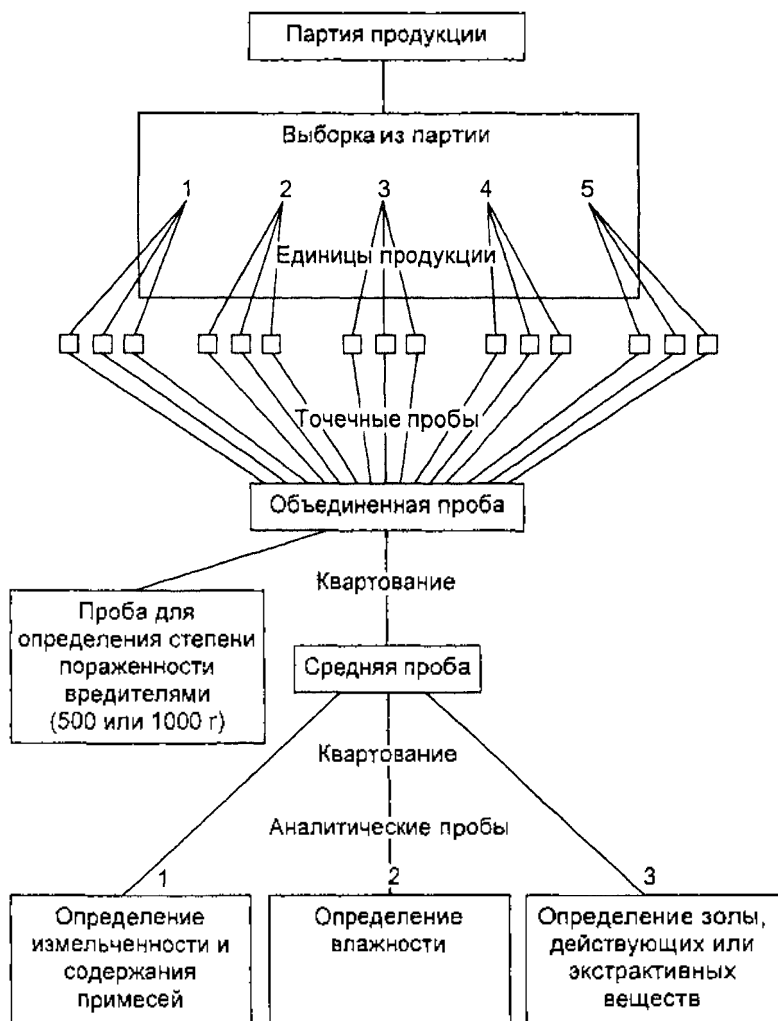 Партия продукции
Выборка из партии
1 2 3 4 5
Единицы продукции
Точечные пробы
Объединенная проба
Квартование
Проба для
определения степени
пораженности
вредителями
(500 или 1000 г)
Средняя проба
Квартование
Аналитические пробы
1
Определение
измельченности и
содержания
примесей
2
Определение
влажности
3
Определение золы,
действующих или
экстрактивных
веществ